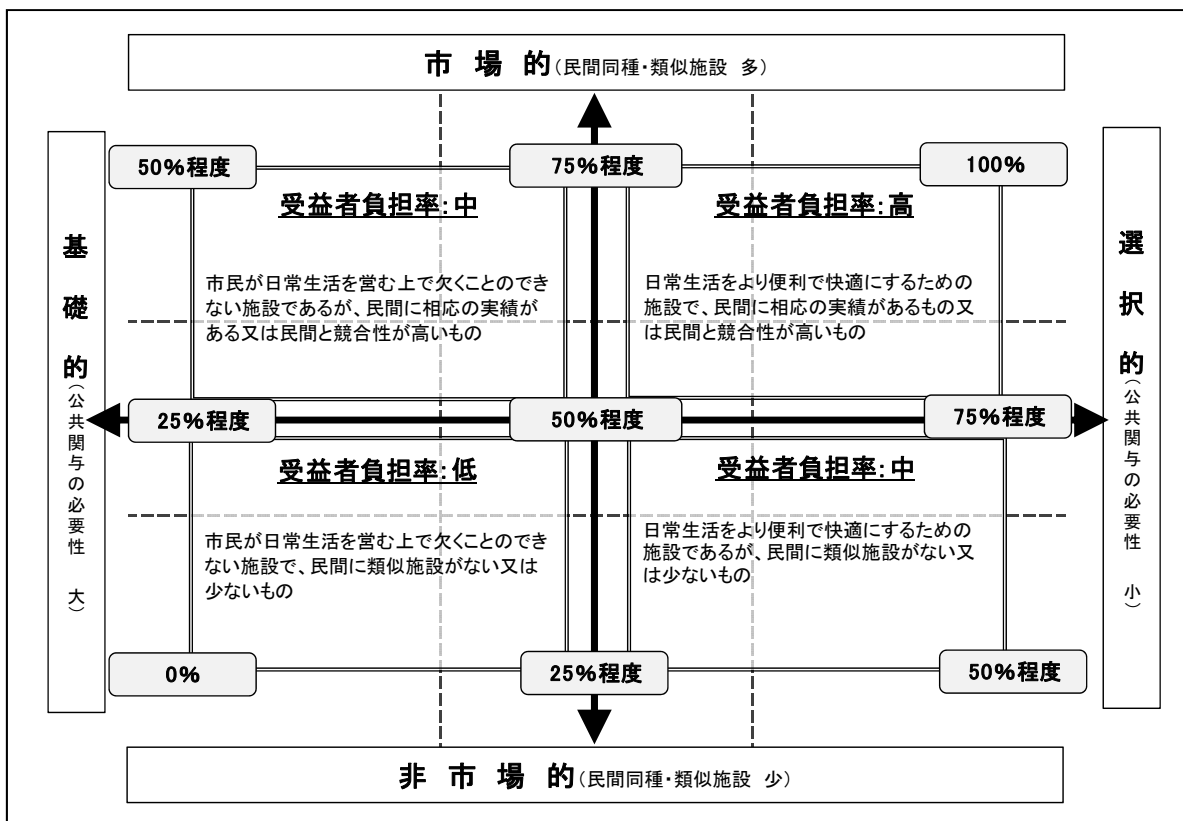 市場的(民間同種・類似施設 多)
基礎的(公共関与の必要性 大)
選択的(公共関与の必要性 小)
50%程度
75%程度
100%
受益者負担率:中
市民が日常生活を営む上で欠くことのでき
ない施設であるが、民間に相応の実績が
ある又は民間と競合性が高いもの
受益者負担率:高
日常生活をより便利で快適にするための
施設で、民間に相応の実績があるもの又
は民間と競合性が高いもの
25%程度
50%程度
75%程度
受益者負担率:低
市民が日常生活を営む上で欠くことのでき
ない施設で、民間に類似施設がない又は
少ないもの
受益者負担率:中
日常生活をより便利で快適にするための
施設であるが、民間に類似施設がない又
は少ないもの
0%
25%程度
50%程度
非市場的(民間同種・類似施設 少)